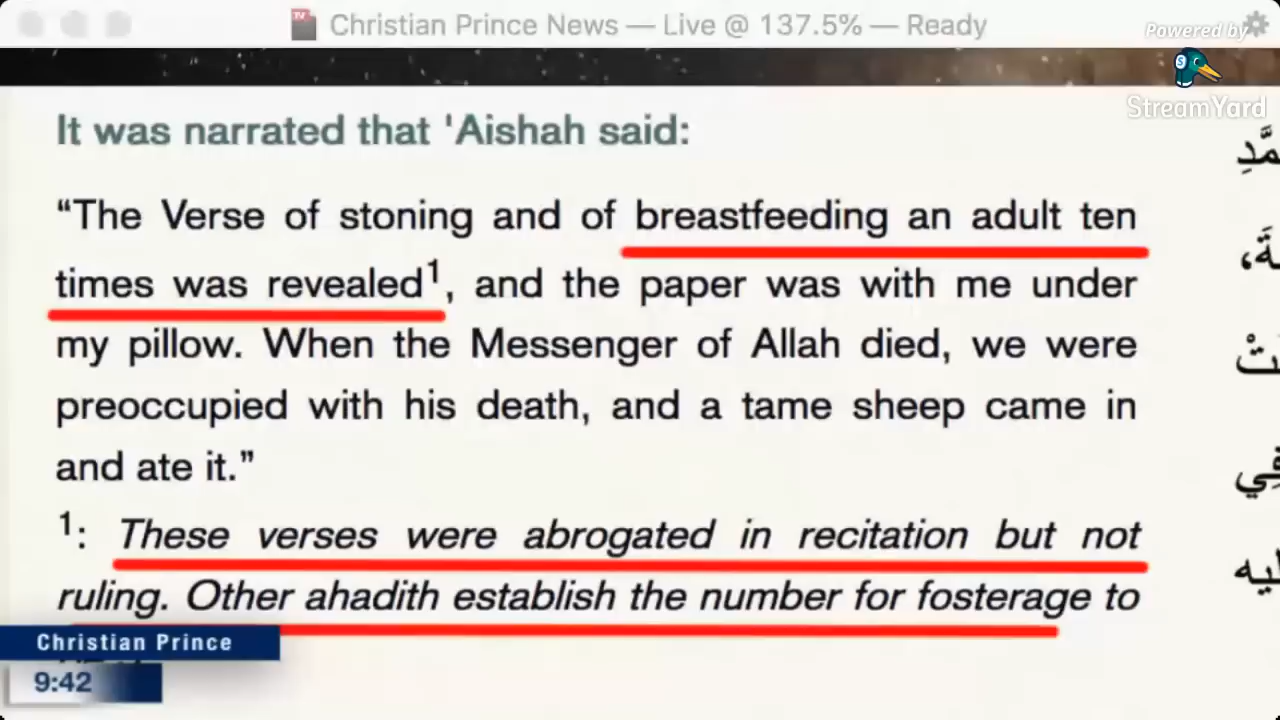 Christian Prince News — Live @ 137.5% — Ready
Powered by
StreamYard
It was narrated that 'Aishah said:
“The Verse of stoning and of breastfeeding an adult ten
times was revealed¹, and the paper was with me under
my pillow. When the Messenger of Allah died, we were
preoccupied with his death, and a tame sheep came in
and ate it.”
¹: These verses were abrogated in recitation but not
ruling. Other ahadith establish the number for fosterage to
Christian Prince
9:42